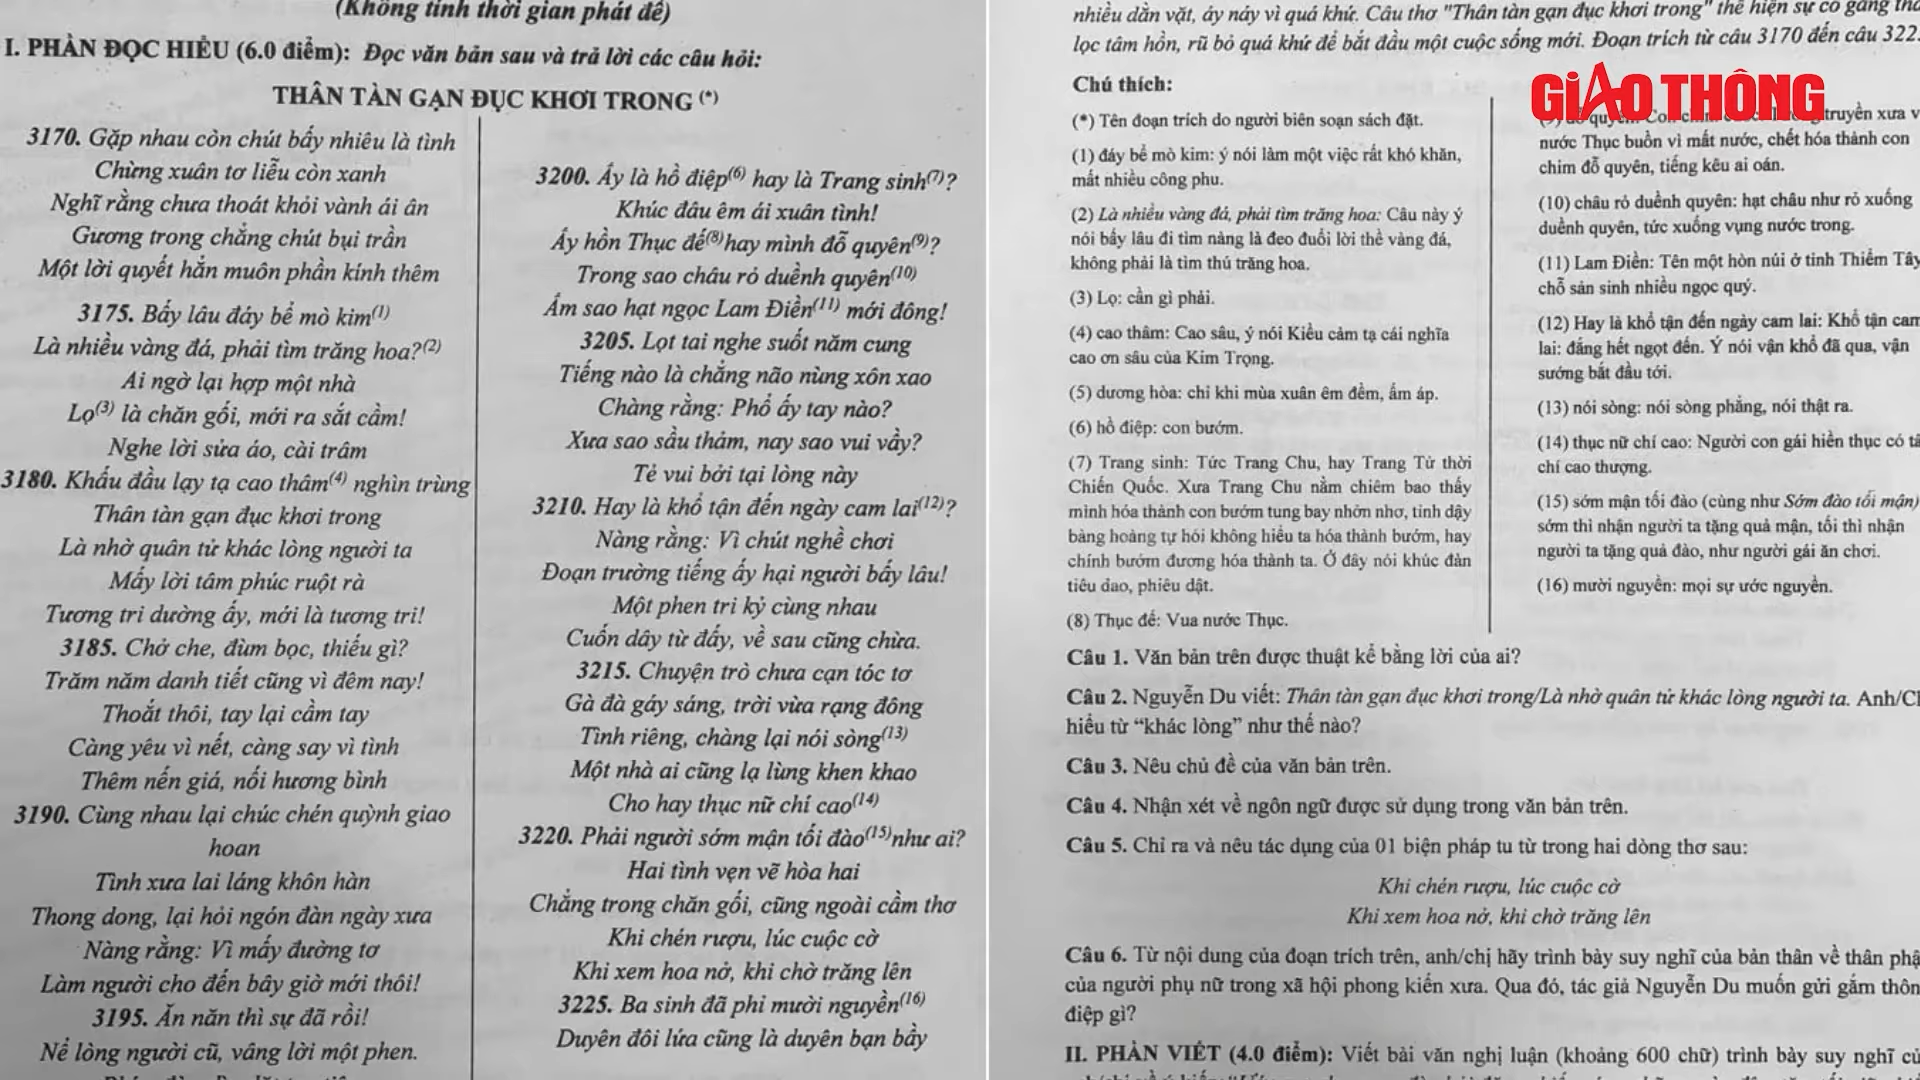 (Không tính thời gian phát đề)
I. PHẦN ĐỌC HIỂU (6.0 điểm): Đọc văn bản sau và trả lời các câu hỏi:
THÂN TÀN GẠN ĐỤC KHƠI TRONG (*)
3170. Gặp nhau còn chút bấy nhiêu là tình
Chừng xuân tơ liễu còn xanh
Nghĩ rằng chưa thoát khỏi vành ái ân
Gương trong chẳng chút bụi trần
Một lời quyết hẳn muôn phần kính thêm
3175. Bấy lâu đáy bể mò kim(1)
Là nhiều vàng đá, phải tìm trăng hoa?(2)
Ai ngờ lại hợp một nhà
Lọ(3) là chăn gối, mới ra sắt cầm!
Nghe lời sửa áo, cài trâm
3180. Khấu đầu lạy tạ cao thâm(4) nghìn trùng
Thân tàn gạn đục khơi trong
Là nhờ quân tử khác lòng người ta
Mấy lời tâm phúc ruột rà
Tương tri dường ấy, mới là tương tri!
3185. Chở che, đùm bọc, thiếu gì?
Trăm năm danh tiết cũng vì đêm nay!
Thoắt thôi, tay lại cầm tay
Càng yêu vì nết, càng say vì tình
Thêm nến giá, nối hương bình
3190. Cùng nhau lại chúc chén quỳnh giao
hoan
Tình xưa lai láng khôn hàn
Thong dong, lại hỏi ngón đàn ngày xưa
Nàng rằng: Vì mấy đường tơ
Làm người cho đến bây giờ mới thôi!
3195. Ăn năn thì sự đã rồi!
Nể lòng người cũ, vâng lời một phen.
3200. Ấy là hồ điệp(6) hay là Trang sinh(7)?
Khúc đâu êm ái xuân tình!
Ấy hồn Thục đế(8)hay mình đỗ quyên(9)?
Trong sao châu rỏ duềnh quyên(10)
Ấm sao hạt ngọc Lam Điền(11) mới đông!
3205. Lọt tai nghe suốt năm cung
Tiếng nào là chẳng não nùng xôn xao
Chàng rằng: Phổ ấy tay nào?
Xưa sao sầu thảm, nay sao vui vầy?
Tẻ vui bởi tại lòng này
3210. Hay là khổ tận đến ngày cam lai(12)?
Nàng rằng: Vì chút nghề chơi
Đoạn trường tiếng ấy hại người bấy lâu!
Một phen tri kỷ cùng nhau
Cuốn dây từ đấy, về sau cũng chừa.
3215. Chuyện trò chưa cạn tóc tơ
Gà đà gáy sáng, trời vừa rạng đông
Tình riêng, chàng lại nói sòng(13)
Một nhà ai cũng lạ lùng khen khao
Cho hay thục nữ chí cao(14)
3220. Phải người sớm mận tối đào(15)như ai?
Hai tình vẹn vẽ hòa hai
Chẳng trong chăn gối, cũng ngoài cầm thơ
Khi chén rượu, lúc cuộc cờ
Khi xem hoa nở, khi chờ trăng lên
3225. Ba sinh đã phỉ mười nguyền(16)
Duyên đôi lứa cũng là duyên bạn bầy
nhiều dằn vặt, áy náy vì quá khứ. Câu thơ "Thân tàn gạn đục khơi trong" thể hiện sự cố gắng
lọc tâm hồn, rũ bỏ quá khứ để bắt đầu một cuộc sống mới. Đoạn trích từ câu 3170 đến câu
Chú thích:
(*) Tên đoạn trích do người biên soạn sách đặt.
(1) đáy bể mò kim: ý nói làm một việc rất khó khăn,
mất nhiều công phu.
(2) Là nhiều vàng đá, phải tìm trăng hoa: Câu này ý
nói bấy lâu đi tìm nàng là đeo đuổi lời thề vàng đá,
không phải là tìm thú trăng hoa.
(3) Lọ: cần gì phải.
(4) cao thâm: Cao sâu, ý nói Kiều cảm tạ cái nghĩa
cao ơn sâu của Kim Trọng.
(5) dương hòa: chỉ khi mùa xuân êm đềm, ấm áp.
(6) hồ điệp: con bướm.
(7) Trang sinh: Tức Trang Chu, hay Trang Tử thời
Chiến Quốc. Xưa Trang Chu nằm chiêm bao thấy
mình hóa thành con bướm tung bay nhởn nhơ, tỉnh dậy
bàng hoàng tự hỏi không hiểu ta hóa thành bướm, hay
chính bướm đương hóa thành ta. Ở đây nói khúc đàn
tiêu dao, phiêu dật.
(8) Thục đế: Vua nước Thục.
GIAO THÔNG
truyền xưa
nước Thục buồn vì mất nước, chết hóa thành con
chim đỗ quyên, tiếng kêu ai oán.
(10) châu rỏ duềnh quyên: hạt châu như rỏ xuống
duềnh quyên, tức xuống vụng nước trong.
(11) Lam Điền: Tên một hòn núi ở tỉnh Thiểm Tây
chỗ sản sinh nhiều ngọc quý.
(12) Hay là khổ tận đến ngày cam lai: Khổ tận cam
lai: đắng hết ngọt đến. Ý nói vận khổ đã qua, vận
sướng bắt đầu tới.
(13) nói sòng: nói sòng phẳng, nói thật ra.
(14) thục nữ chí cao: Người con gái hiền thục có
chí cao thượng.
(15) sớm mận tối đào (cùng như Sớm đào tối mận)
sớm thì nhận người ta tặng quả mận, tối thì nhận
người ta tặng quả đào, như người gái ăn chơi.
(16) mười nguyền: mọi sự ước nguyền.
Câu 1. Văn bản trên được thuật kể bằng lời của ai?
Câu 2. Nguyễn Du viết: Thân tàn gạn đục khơi trong/Là nhờ quân tử khác lòng người ta. Anh/
hiểu từ “khác lòng” như thế nào?
Câu 3. Nêu chủ đề của văn bản trên.
Câu 4. Nhận xét về ngôn ngữ được sử dụng trong văn bản trên.
Câu 5. Chỉ ra và nêu tác dụng của 01 biện pháp tu từ trong hai dòng thơ sau:
Khi chén rượu, lúc cuộc cờ
Khi xem hoa nở, khi chờ trăng lên
Câu 6. Từ nội dung của đoạn trích trên, anh/chị hãy trình bày suy nghĩ của bản thân về thân
của người phụ nữ trong xã hội phong kiến xưa. Qua đó, tác giả Nguyễn Du muốn gửi gắm
điệp gì?
II. PHẦN VIẾT (4.0 điểm): Viết bài văn nghị luận (khoảng 600 chữ) trình bày suy nghĩ